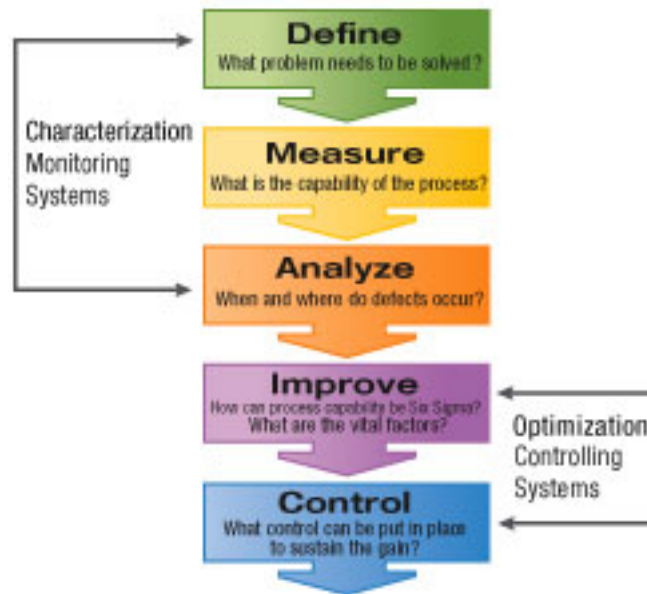 Define
What problem needs to be solved?
Characterization
Monitoring
Systems
Measure
What is the capability of the process?
Analyze
When and where do defects occur?
Improve
How can process capability be Six Sigma?
What are the vital factors?
Optimization
Controlling
Systems
Control
What control can be put in place
to sustain the gain?